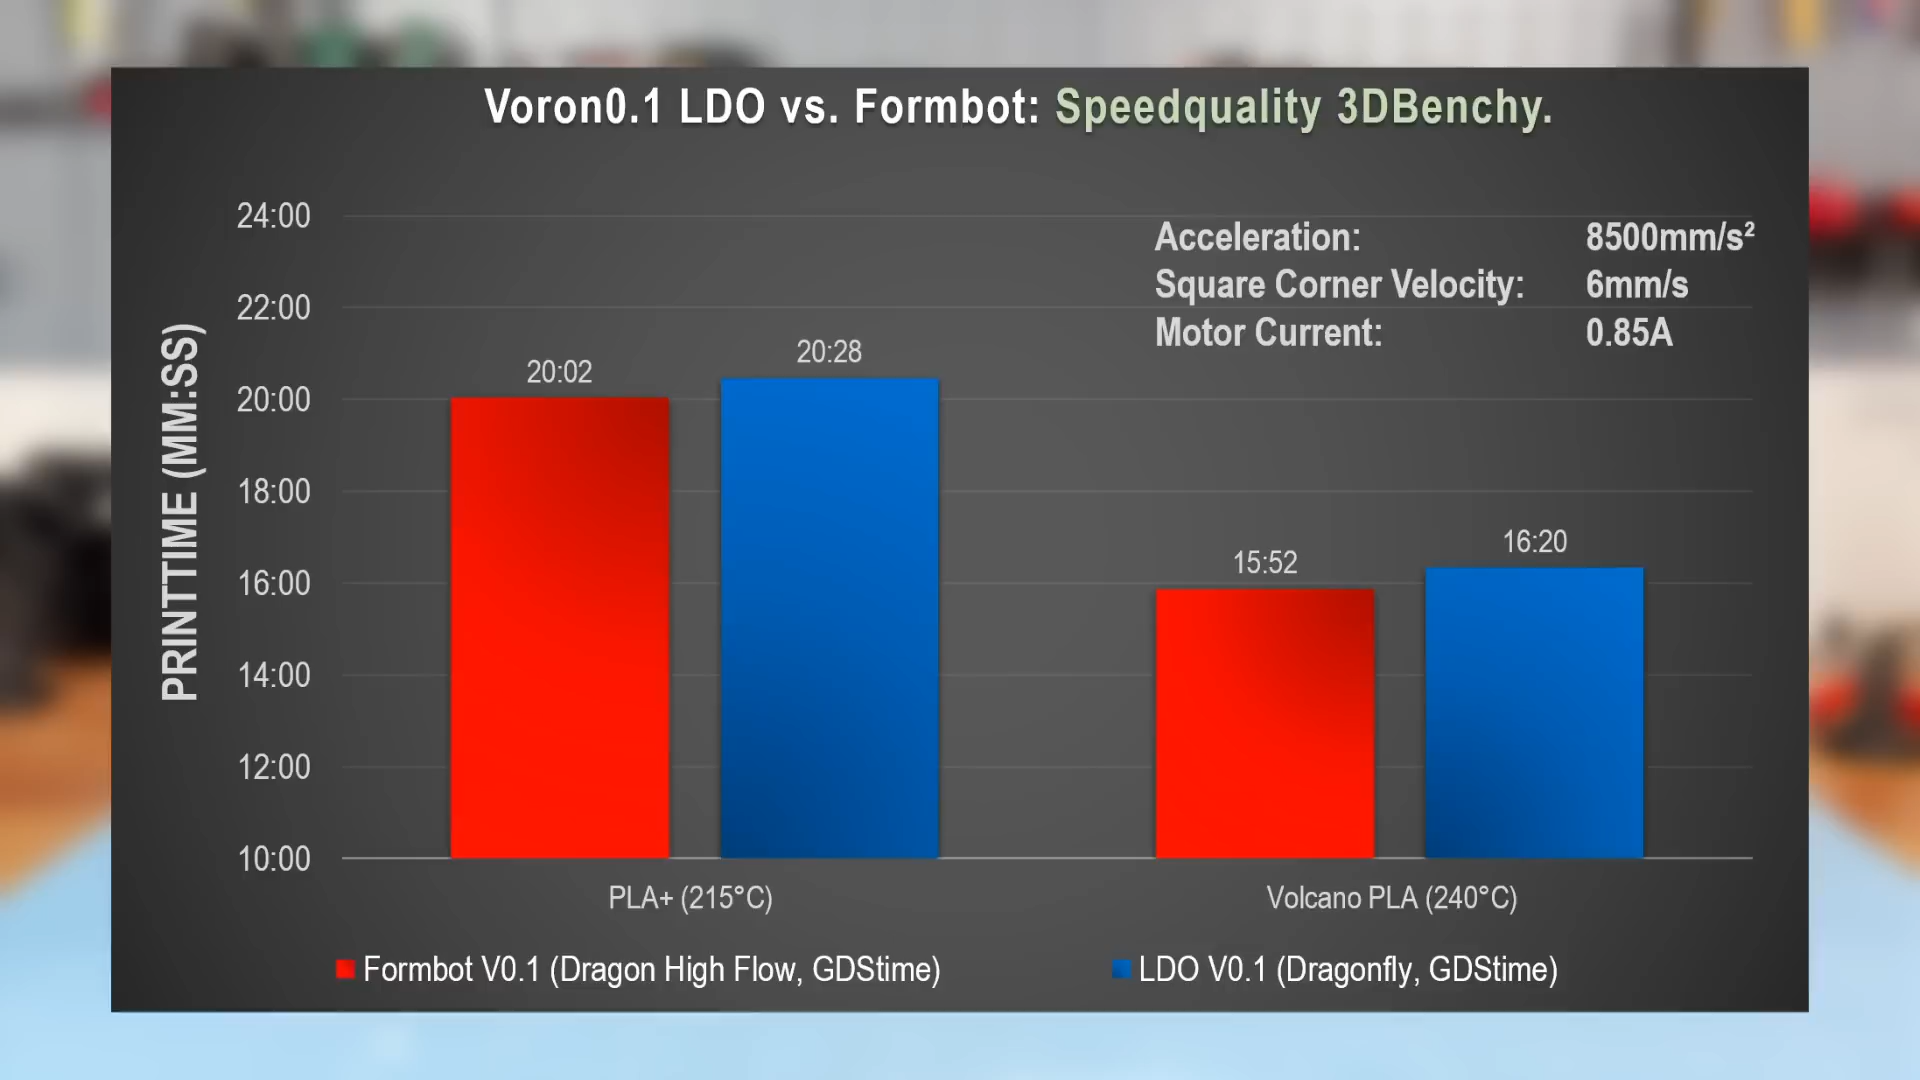 Voron0.1 LDO vs. Formbot: Speedquality 3DBenchy.
24:00
22:00
20:00
18:00
16:00
14:00
12:00
10:00
PRINTTIME (MM:SS)
Acceleration: 8500mm/s²
Square Corner Velocity: 6mm/s
Motor Current: 0.85A
20:02
20:28
15:52
16:20
PLA+ (215°C)
Volcano PLA (240°C)
Formbot V0.1 (Dragon High Flow, GDStime)
LDO V0.1 (Dragonfly, GDStime)